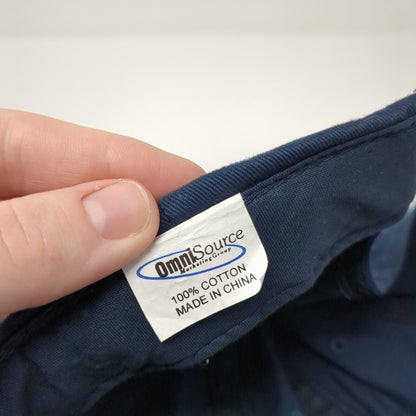 OmniSource
Marketing Group
100% COTTON
MADE IN CHINA